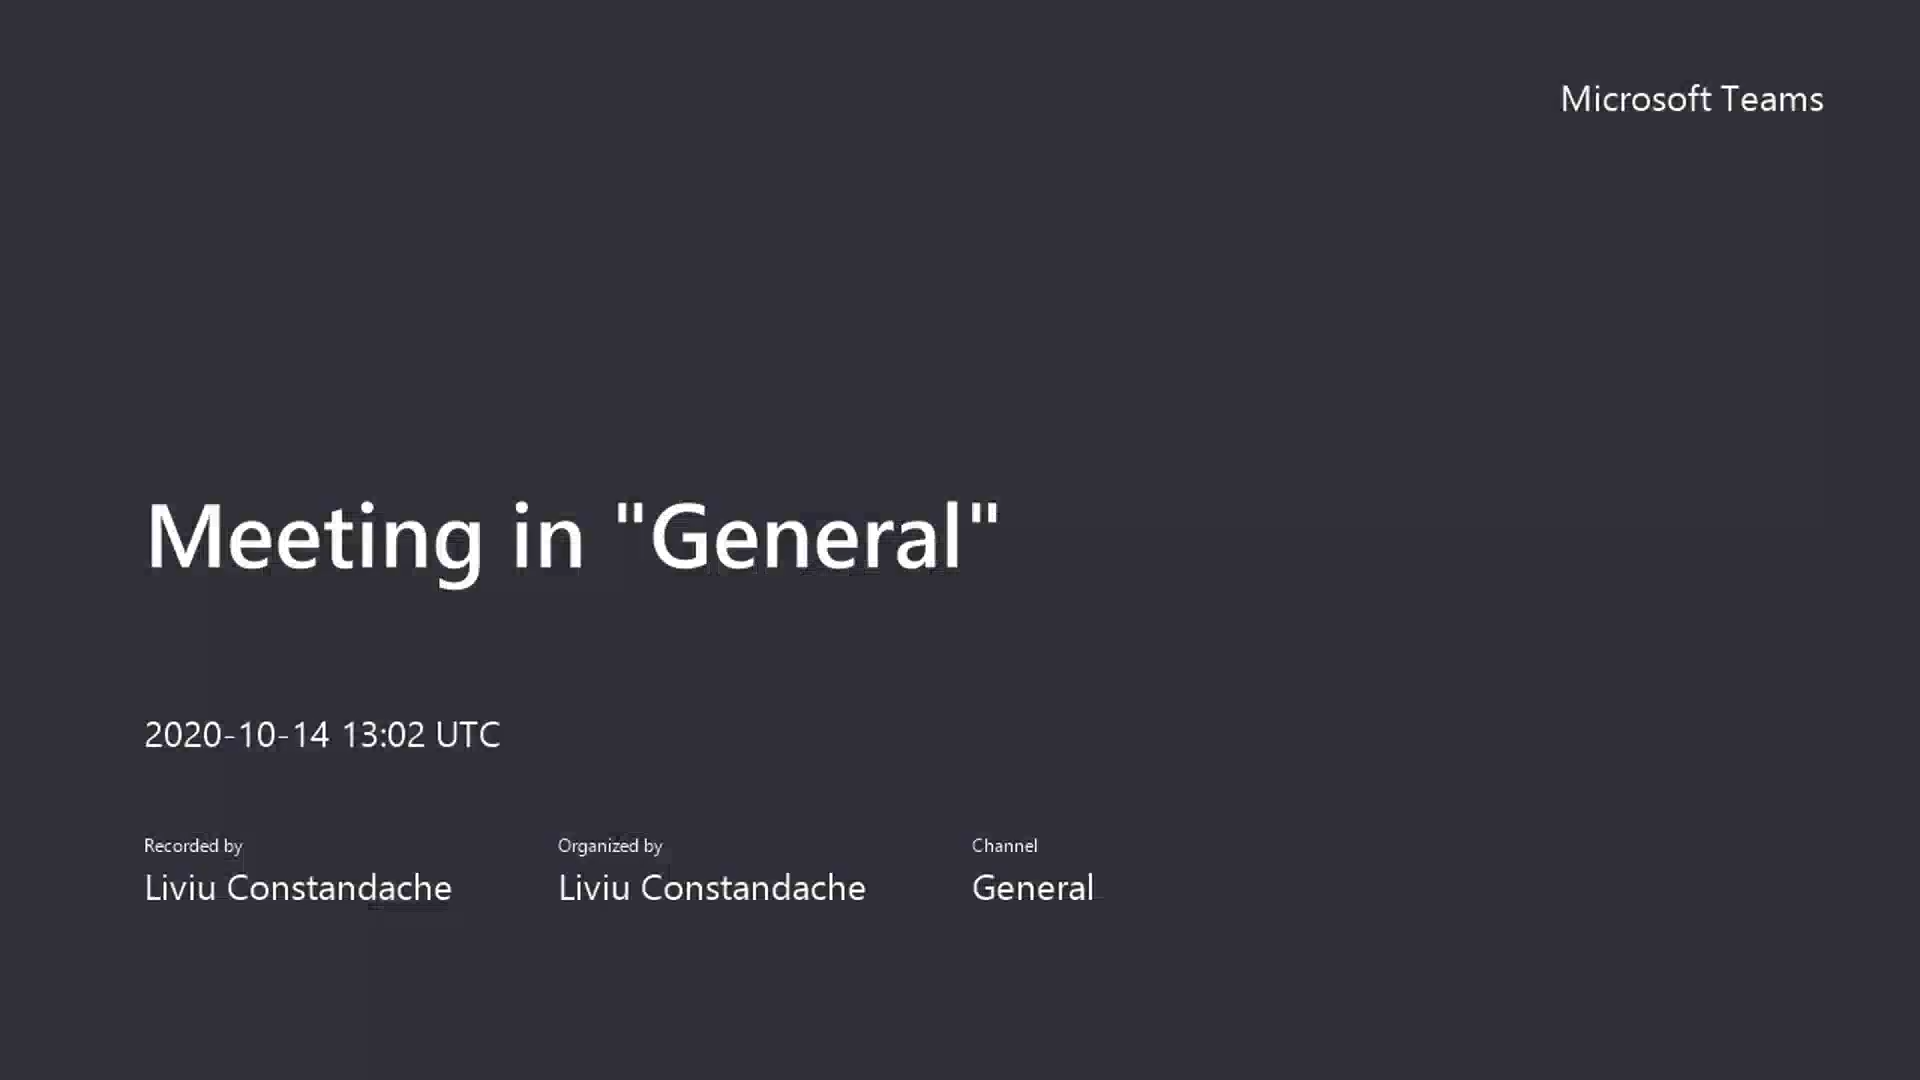 Microsoft Teams
Meeting in "General"
2020-10-14 13:02 UTC
Recorded by
Liviu Constandache
Organized by
Liviu Constandache
Channel
General